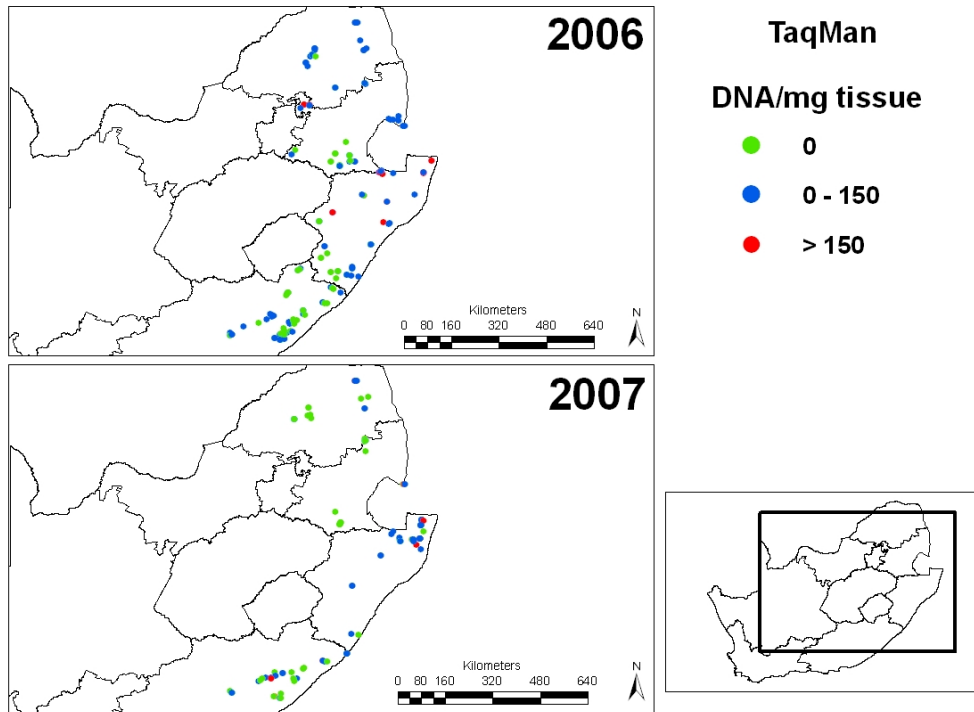 2006
TaqMan
DNA/mg tissue
0
0 - 150
> 150
Kilometers
0 80 160 320 480 640
N
2007
Kilometers
0 80 160 320 480 640
N